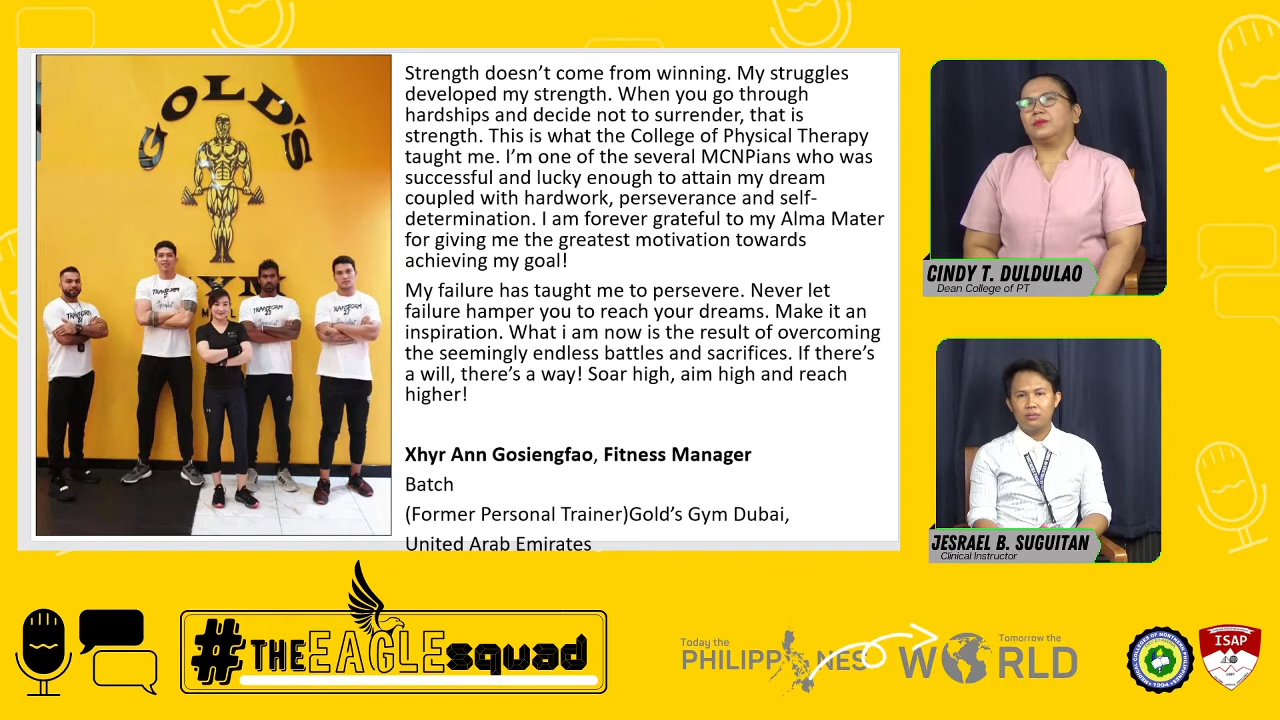 GOLD'S
GYM
Strength doesn’t come from winning. My struggles
developed my strength. When you go through
hardships and decide not to surrender, that is
strength. This is what the College of Physical Therapy
taught me. I’m one of the several MCNPians who was
successful and lucky enough to attain my dream
coupled with hardwork, perseverance and self-
determination. I am forever grateful to my Alma Mater
for giving me the greatest motivation towards
achieving my goal!
My failure has taught me to persevere. Never let
failure hamper you to reach your dreams. Make it an
inspiration. What i am now is the result of overcoming
the seemingly endless battles and sacrifices. If there’s
a will, there’s a way! Soar high, aim high and reach
higher!
Xhyr Ann Gosiengfao, Fitness Manager
Batch
(Former Personal Trainer)Gold’s Gym Dubai,
United Arab Emirates
CINDY T. DULDULAO
Dean College of PT
JESRAEL B. SUGUITAN
Clinical Instructor
#THEEAGLEsquad
Today the
PHILIPPINES
Tomorrow the
WORLD
MEDICAL COLLEGES OF NORTHERN PHILIPPINES
1994
ISAP